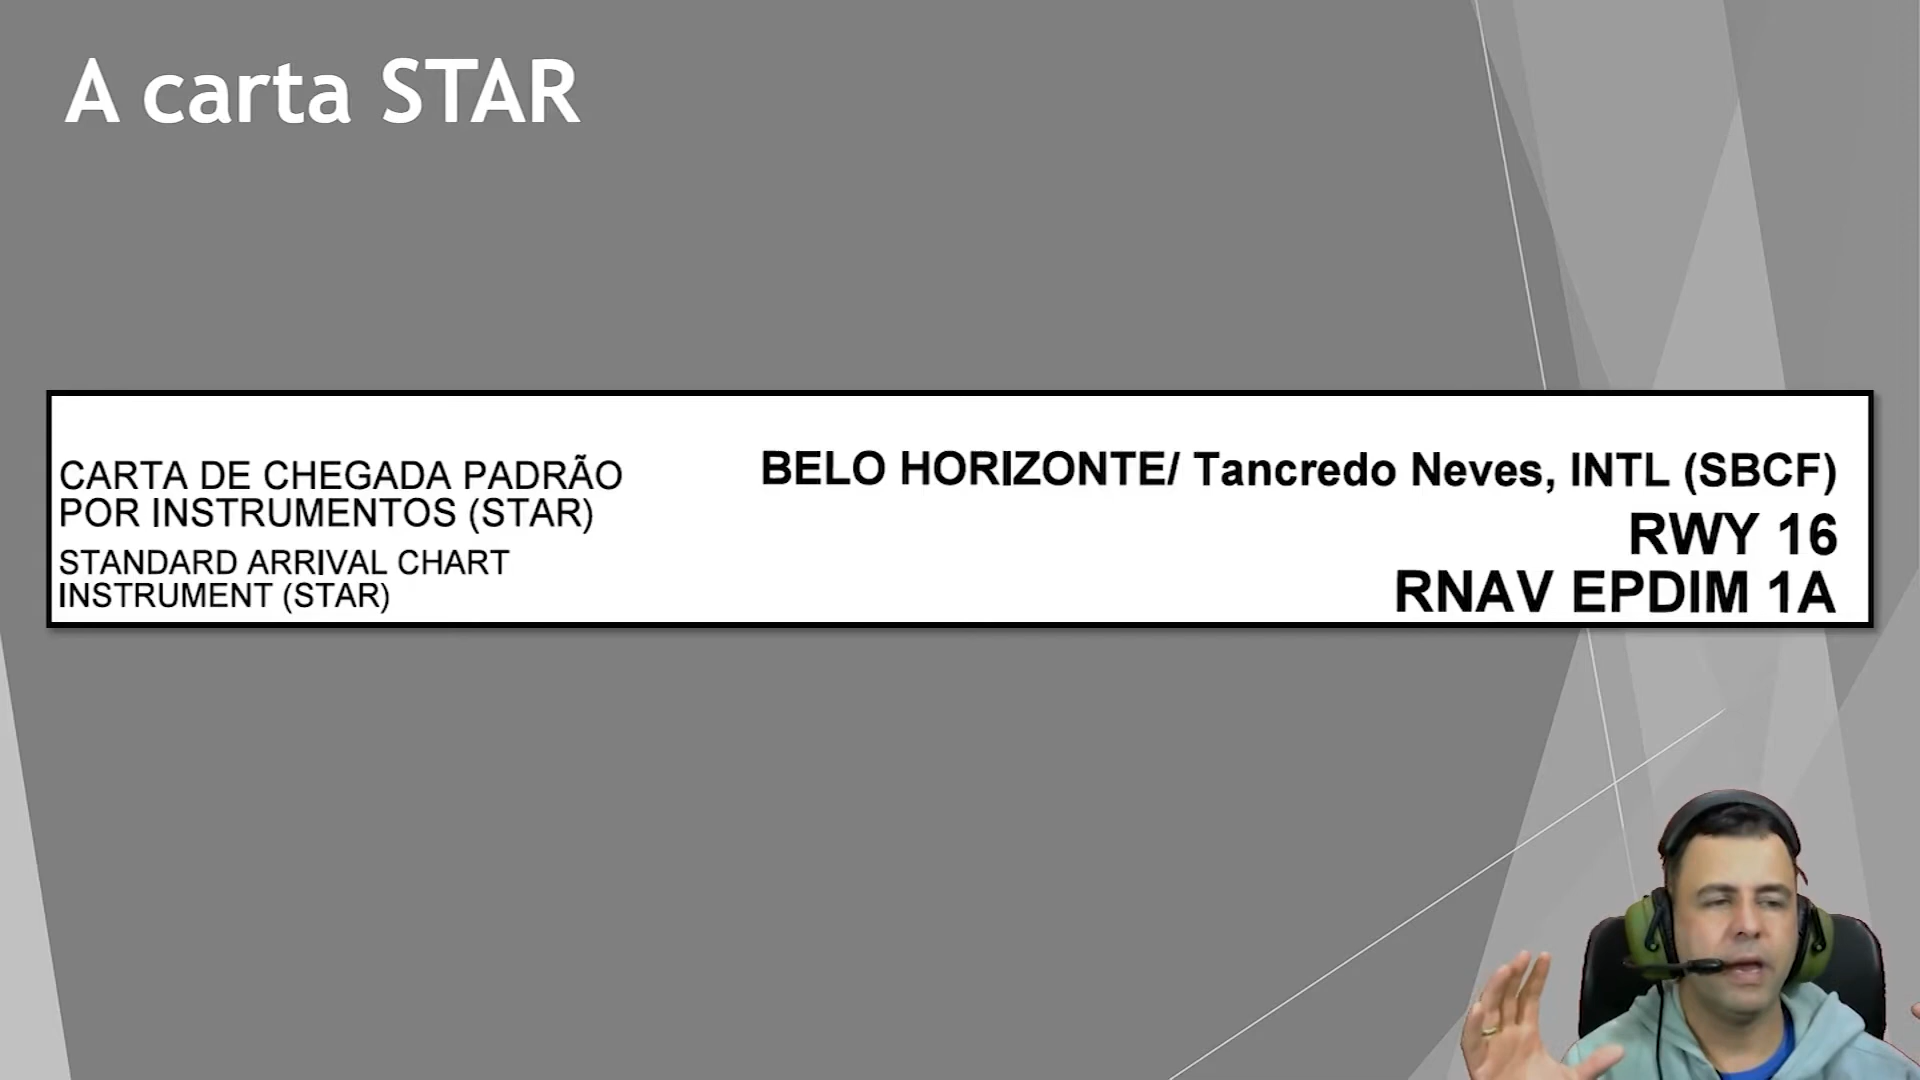 A carta STAR
CARTA DE CHEGADA PADRÃO
POR INSTRUMENTOS (STAR)
STANDARD ARRIVAL CHART
INSTRUMENT (STAR)
BELO HORIZONTE/ Tancredo Neves, INTL (SBCF)
RWY 16
RNAV EPDIM 1A